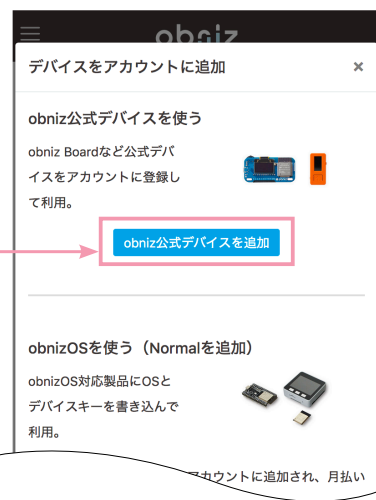 obniz
デバイスをアカウントに追加
×
obniz公式デバイスを使う
obniz Boardなど公式デバ
イスをアカウントに登録し
て利用。
obniz公式デバイスを追加
obnizOSを使う（Normalを追加）
obnizOS対応製品にOSと
デバイスキーを書き込んで
利用。
アカウントに追加され、月払い